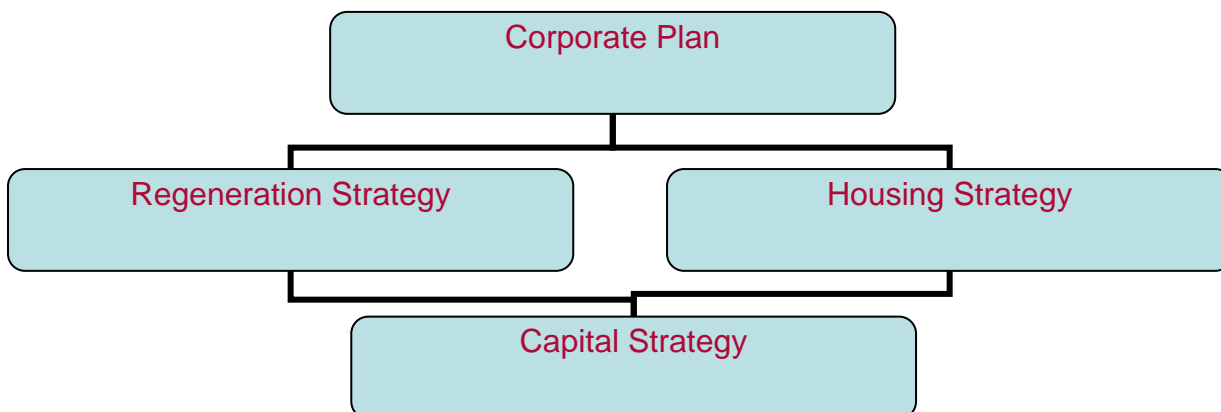 Corporate Plan
Regeneration Strategy
Housing Strategy
Capital Strategy